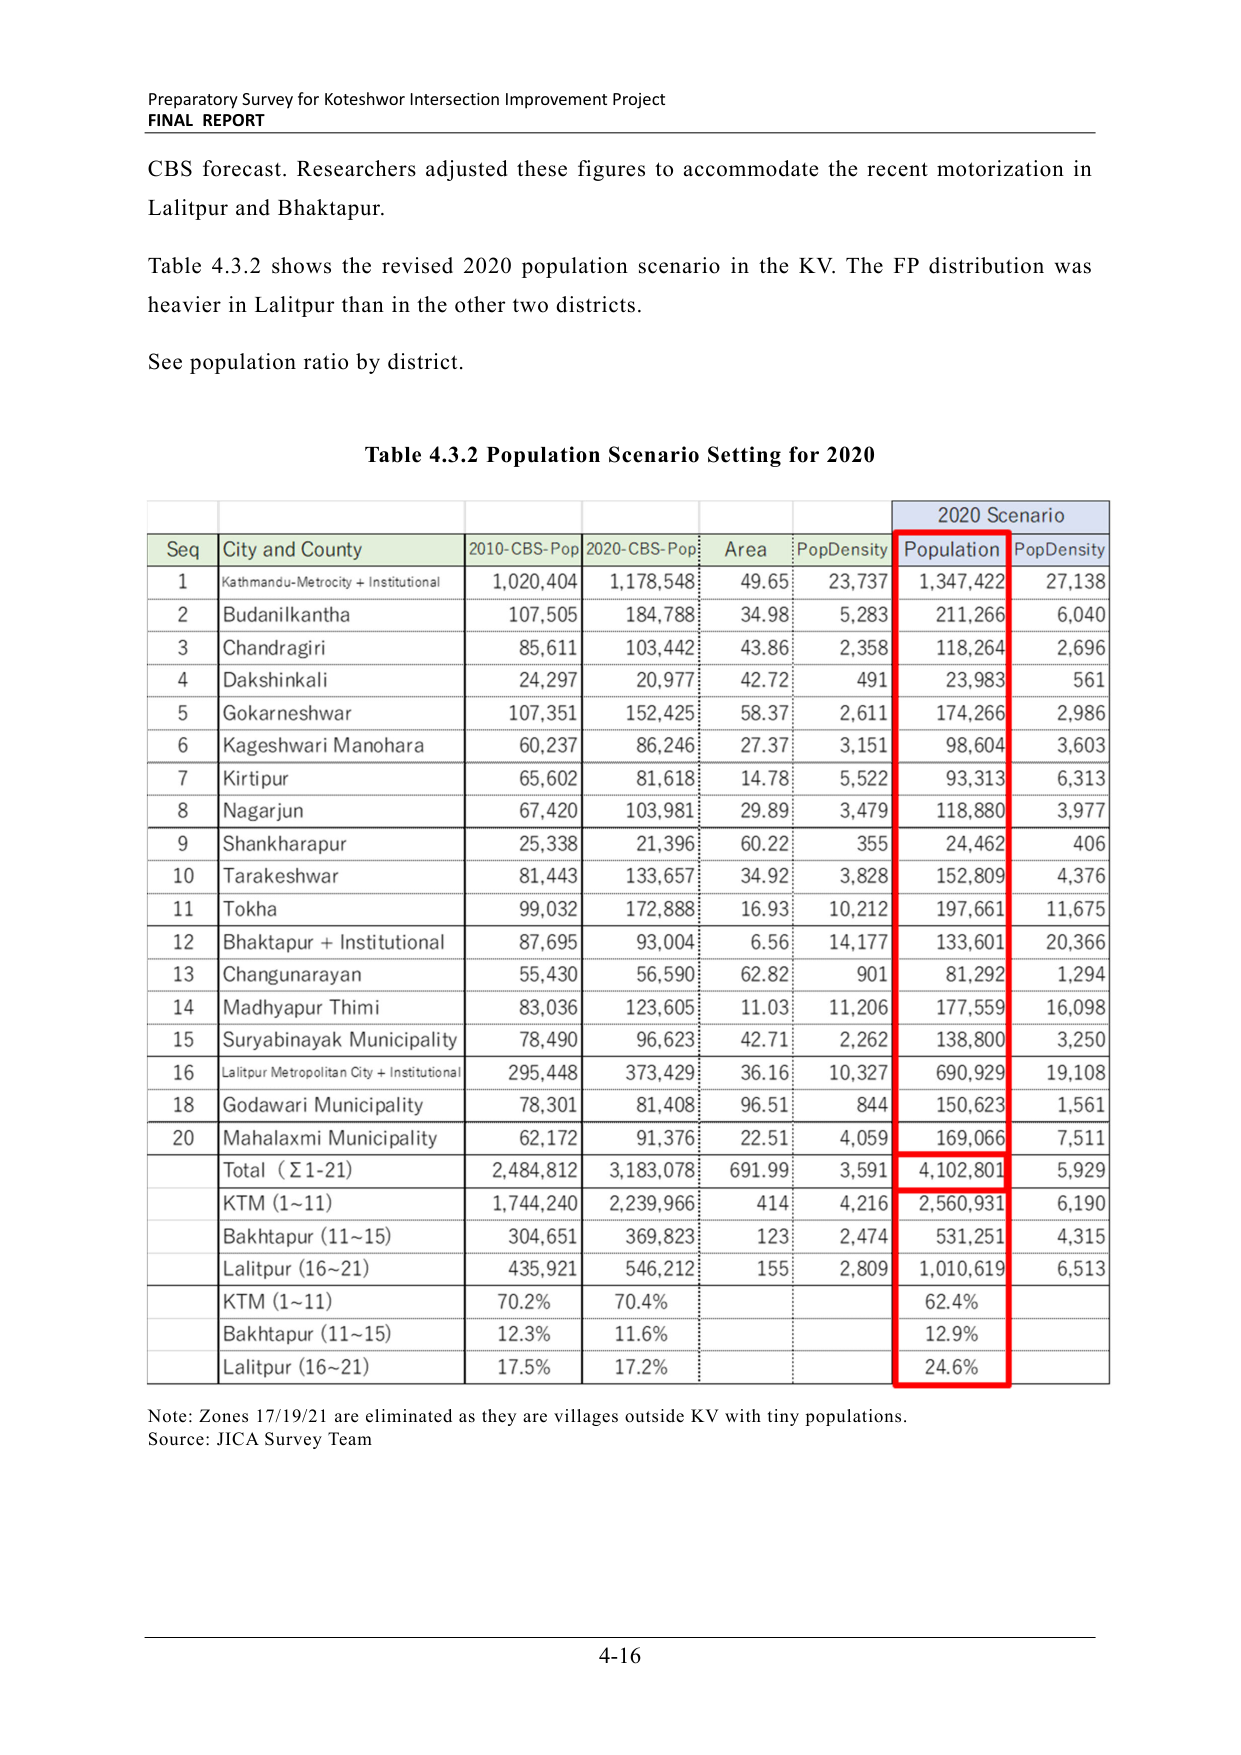 Preparatory Survey for Koteshwor Intersection Improvement Project
FINAL REPORT
CBS forecast. Researchers adjusted these figures to accommodate the recent motorization in
Lalitpur and Bhaktapur.
Table 4.3.2 shows the revised 2020 population scenario in the KV. The FP distribution was
heavier in Lalitpur than in the other two districts.
See population ratio by district.
Table 4.3.2 Population Scenario Setting for 2020
2020 Scenario
Seq City and County 2010-CBS-Pop 2020-CBS-Pop Area PopDensity Population PopDensity
1 Kathmandu-Metrocity + Institutional 1,020,404 1,178,548 49.65 23,737 1,347,422 27,138
2 Budanilkantha 107,505 184,788 34.98 5,283 211,266 6,040
3 Chandragiri 85,611 103,442 43.86 2,358 118,264 2,696
4 Dakshinkali 24,297 20,977 42.72 491 23,983 561
5 Gokarneshwar 107,351 152,425 58.37 2,611 174,266 2,986
6 Kageshwari Manohara 60,237 86,246 27.37 3,151 98,604 3,603
7 Kirtipur 65,602 81,618 14.78 5,522 93,313 6,313
8 Nagarjun 67,420 103,981 29.89 3,479 118,880 3,977
9 Shankharapur 25,338 21,396 60.22 355 24,462 406
10 Tarakeshwar 81,443 133,657 34.92 3,828 152,809 4,376
11 Tokha 99,032 172,888 16.93 10,212 197,661 11,675
12 Bhaktapur + Institutional 87,695 93,004 6.56 14,177 133,601 20,366
13 Changunarayan 55,430 56,590 62.82 901 81,292 1,294
14 Madhyapur Thimi 83,036 123,605 11.03 11,206 177,559 16,098
15 Suryabinayak Municipality 78,490 96,623 42.71 2,262 138,800 3,250
16 Lalitpur Metropolitan City + Institutional 295,448 373,429 36.16 10,327 690,929 19,108
18 Godawari Municipality 78,301 81,408 96.51 844 150,623 1,561
20 Mahalaxmi Municipality 62,172 91,376 22.51 4,059 169,066 7,511
Total（Σ1-21) 2,484,812 3,183,078 691.99 3,591 4,102,801 5,929
KTM (1~11) 1,744,240 2,239,966 414 4,216 2,560,931 6,190
Bakhtapur (11~15) 304,651 369,823 123 2,474 531,251 4,315
Lalitpur (16~21) 435,921 546,212 155 2,809 1,010,619 6,513
KTM (1~11) 70.2% 70.4% 62.4%
Bakhtapur (11~15) 12.3% 11.6% 12.9%
Lalitpur (16~21) 17.5% 17.2% 24.6%
Note: Zones 17/19/21 are eliminated as they are villages outside KV with tiny populations.
Source: JICA Survey Team
4-16